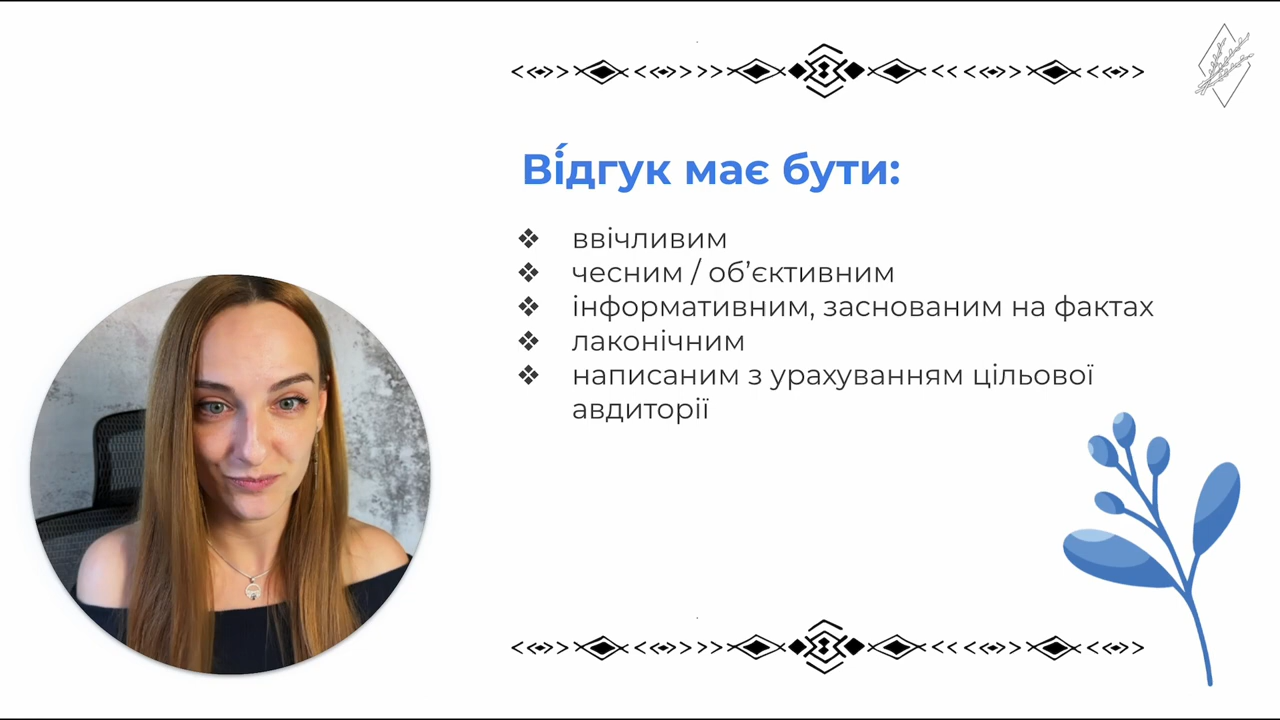 Ві́дгук має бути:
❖ ввічливим
❖ чесним / об’єктивним
❖ інформативним, заснованим на фактах
❖ лаконічним
❖ написаним з урахуванням цільової
авдиторії